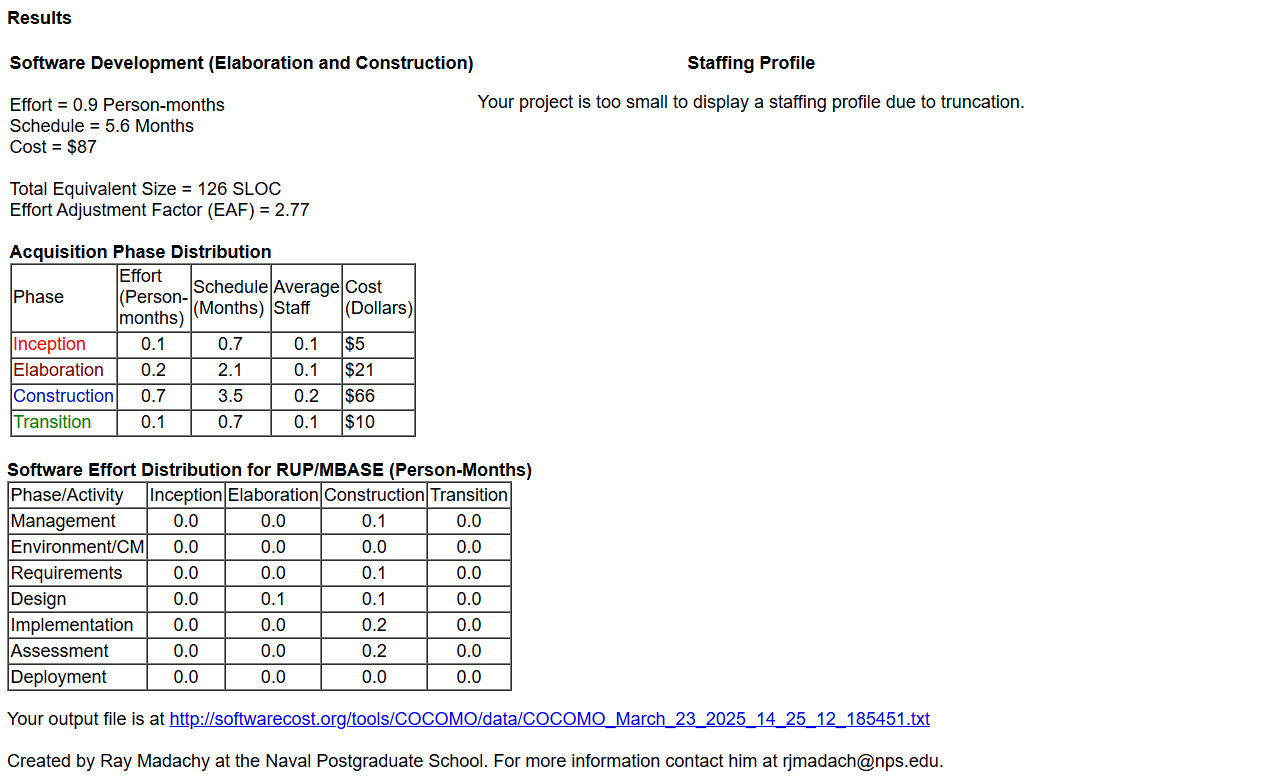 Results
Software Development (Elaboration and Construction)
Staffing Profile
Effort = 0.9 Person-months
Schedule = 5.6 Months
Cost = $87
Your project is too small to display a staffing profile due to truncation.
Total Equivalent Size = 126 SLOC
Effort Adjustment Factor (EAF) = 2.77
Acquisition Phase Distribution
Phase Effort (Person-months) Schedule (Months) Average Staff Cost (Dollars)
Inception 0.1 0.7 0.1 $5
Elaboration 0.2 2.1 0.1 $21
Construction 0.7 3.5 0.2 $66
Transition 0.1 0.7 0.1 $10
Software Effort Distribution for RUP/MBASE (Person-Months)
Phase/Activity Inception Elaboration Construction Transition
Management 0.0 0.0 0.1 0.0
Environment/CM 0.0 0.0 0.0 0.0
Requirements 0.0 0.0 0.1 0.0
Design 0.0 0.1 0.1 0.0
Implementation 0.0 0.0 0.2 0.0
Assessment 0.0 0.0 0.2 0.0
Deployment 0.0 0.0 0.0 0.0
Your output file is at http://softwarecost.org/tools/COCOMO/data/COCOMO_March_23_2025_14_25_12_185451.txt
Created by Ray Madachy at the Naval Postgraduate School. For more information contact him at rjmadach@nps.edu.